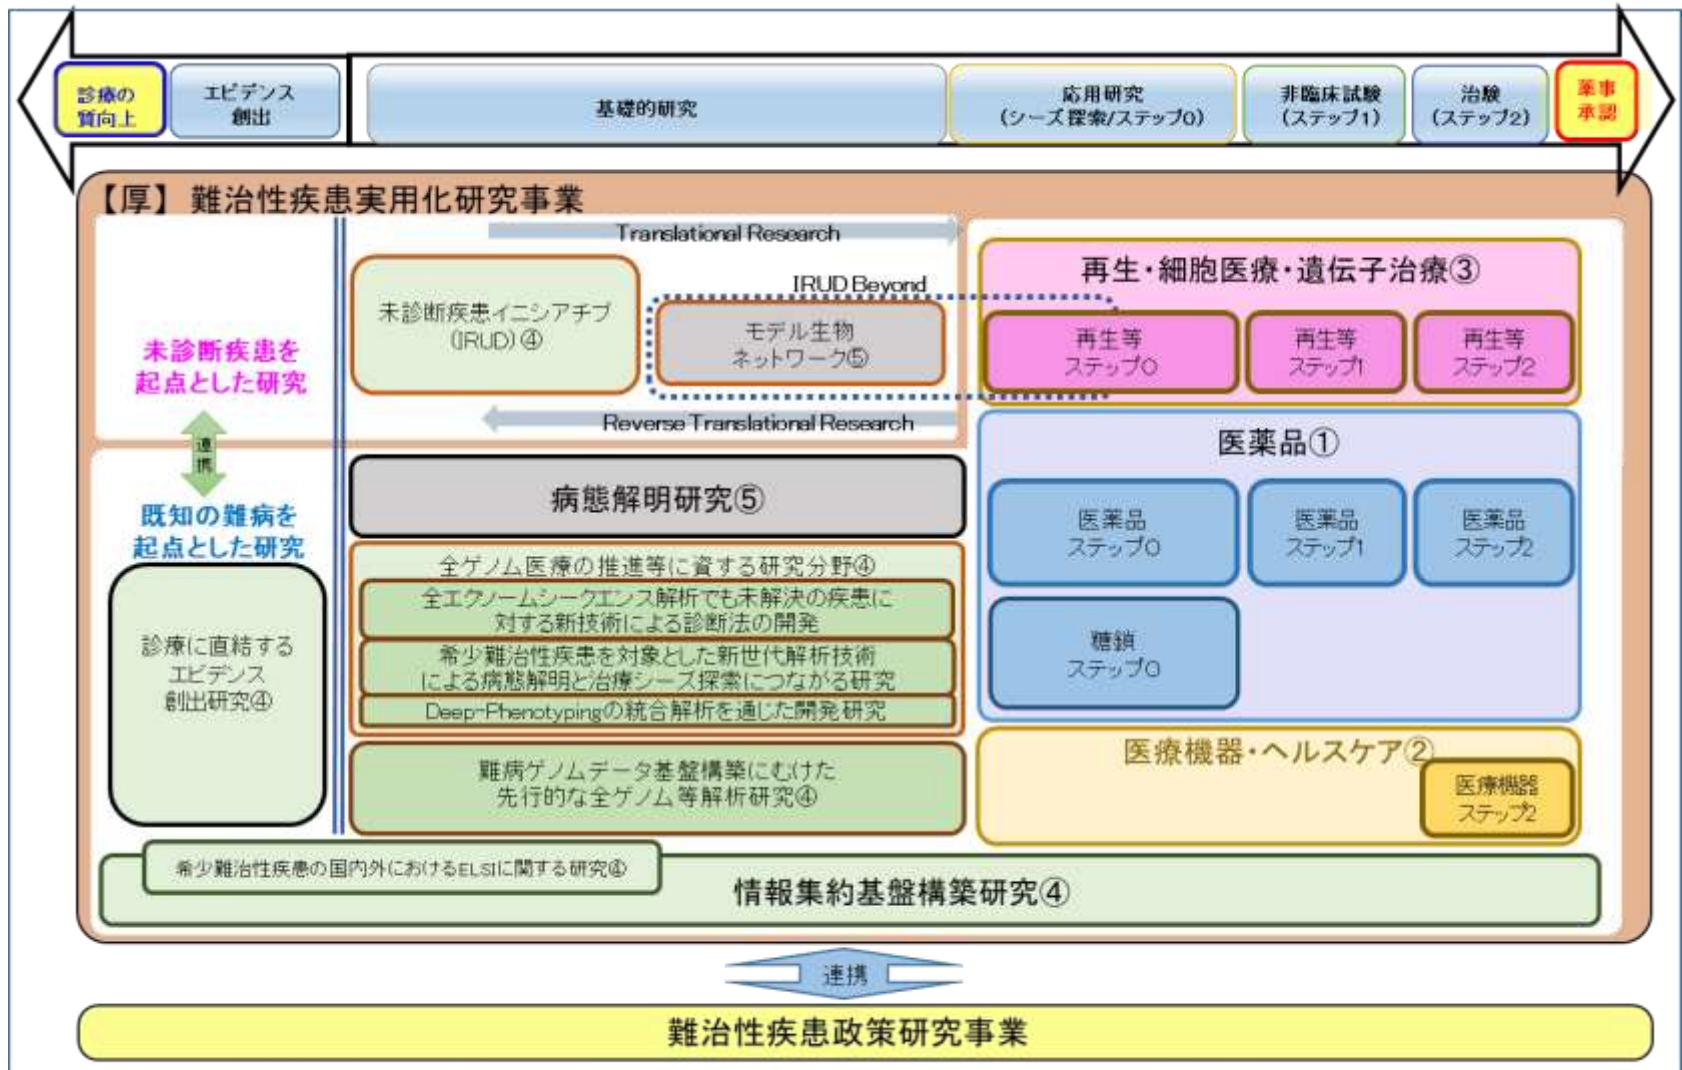 診療の
質向上
エビデンス
創出
基礎的研究
応用研究
(シーズ探索/ステップ0)
非臨床試験
(ステップ1)
治験
(ステップ2)
薬事
承認
【厚】 難治性疾患実用化研究事業
Translational Research
未診断疾患を
起点とした研究
未診断疾患イニシアチブ
(IRUD)④
IRUD Beyond
モデル生物
ネットワーク⑤
Reverse Translational Research
再生・細胞医療・遺伝子治療③
再生等
ステップ0
再生等
ステップ1
再生等
ステップ2
連
携
既知の難病を
起点とした研究
診療に直結する
エビデンス
創出研究④
病態解明研究⑤
全ゲノム医療の推進等に資する研究分野④
全エクソームシークエンス解析でも未解決の疾患に
対する新技術による診断法の開発
希少難治性疾患を対象とした新世代解析技術
による病態解明と治療シーズ探索につながる研究
Deep-Phenotypingの統合解析を通じた開発研究
難病ゲノムデータ基盤構築にむけた
先行的な全ゲノム等解析研究④
医薬品①
医薬品
ステップ0
医薬品
ステップ1
医薬品
ステップ2
糖鎖
ステップ0
医療機器・ヘルスケア②
医療機器
ステップ2
希少難治性疾患の国内外におけるELSIに関する研究④
情報集約基盤構築研究④
連携
難治性疾患政策研究事業